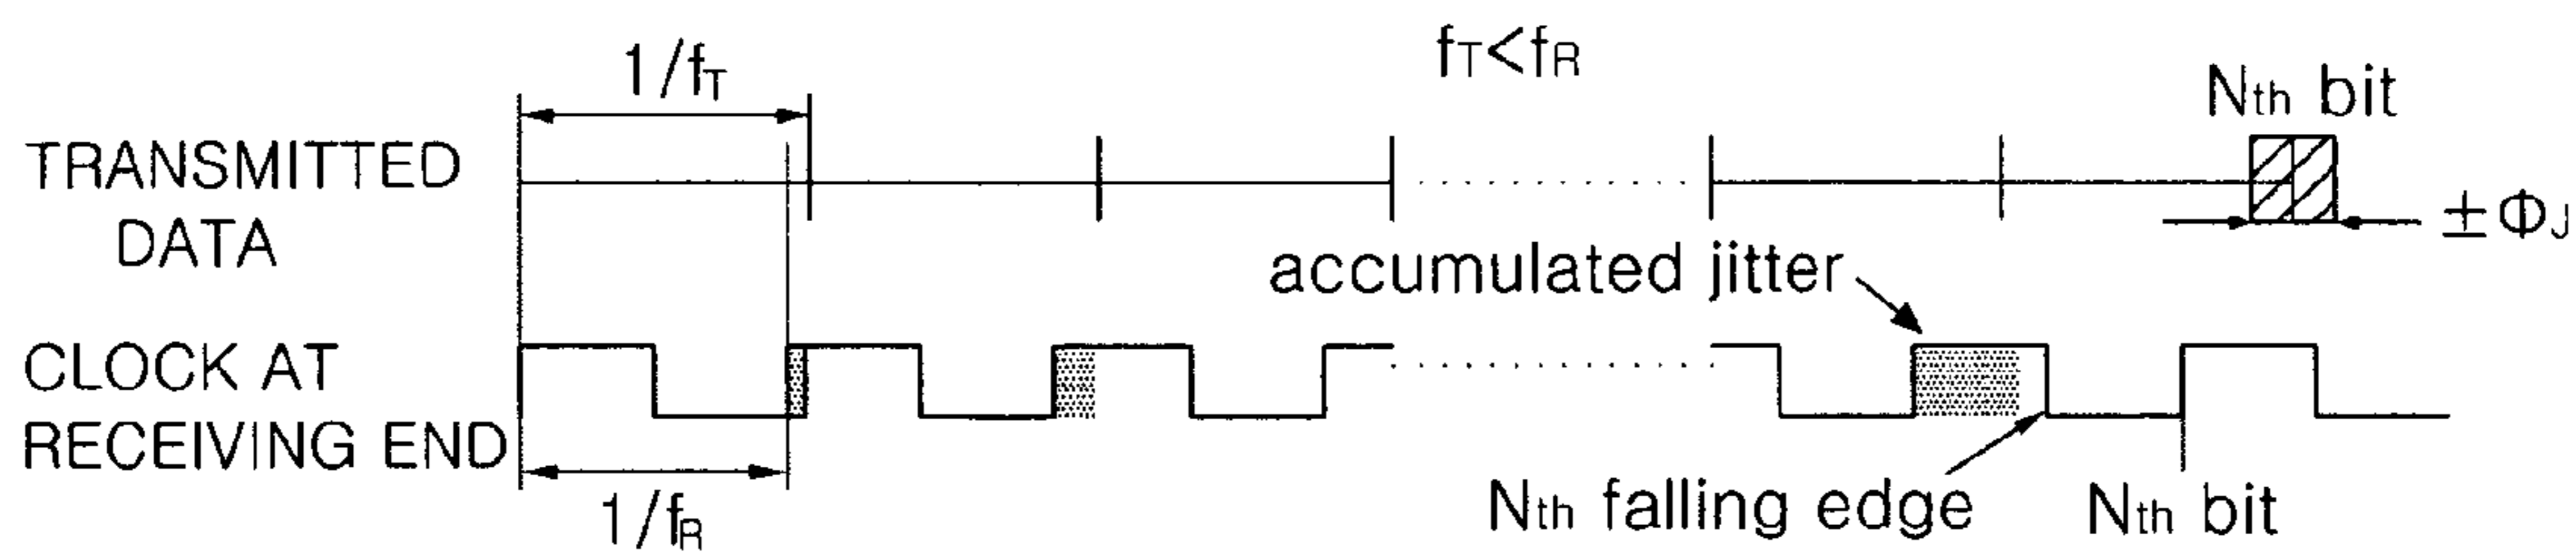 fT<fR
1/fT
Nth bit
TRANSMITTED
DATA
±ΦJ
accumulated jitter
CLOCK AT
RECEIVING END
1/fR
Nth falling edge
Nth bit